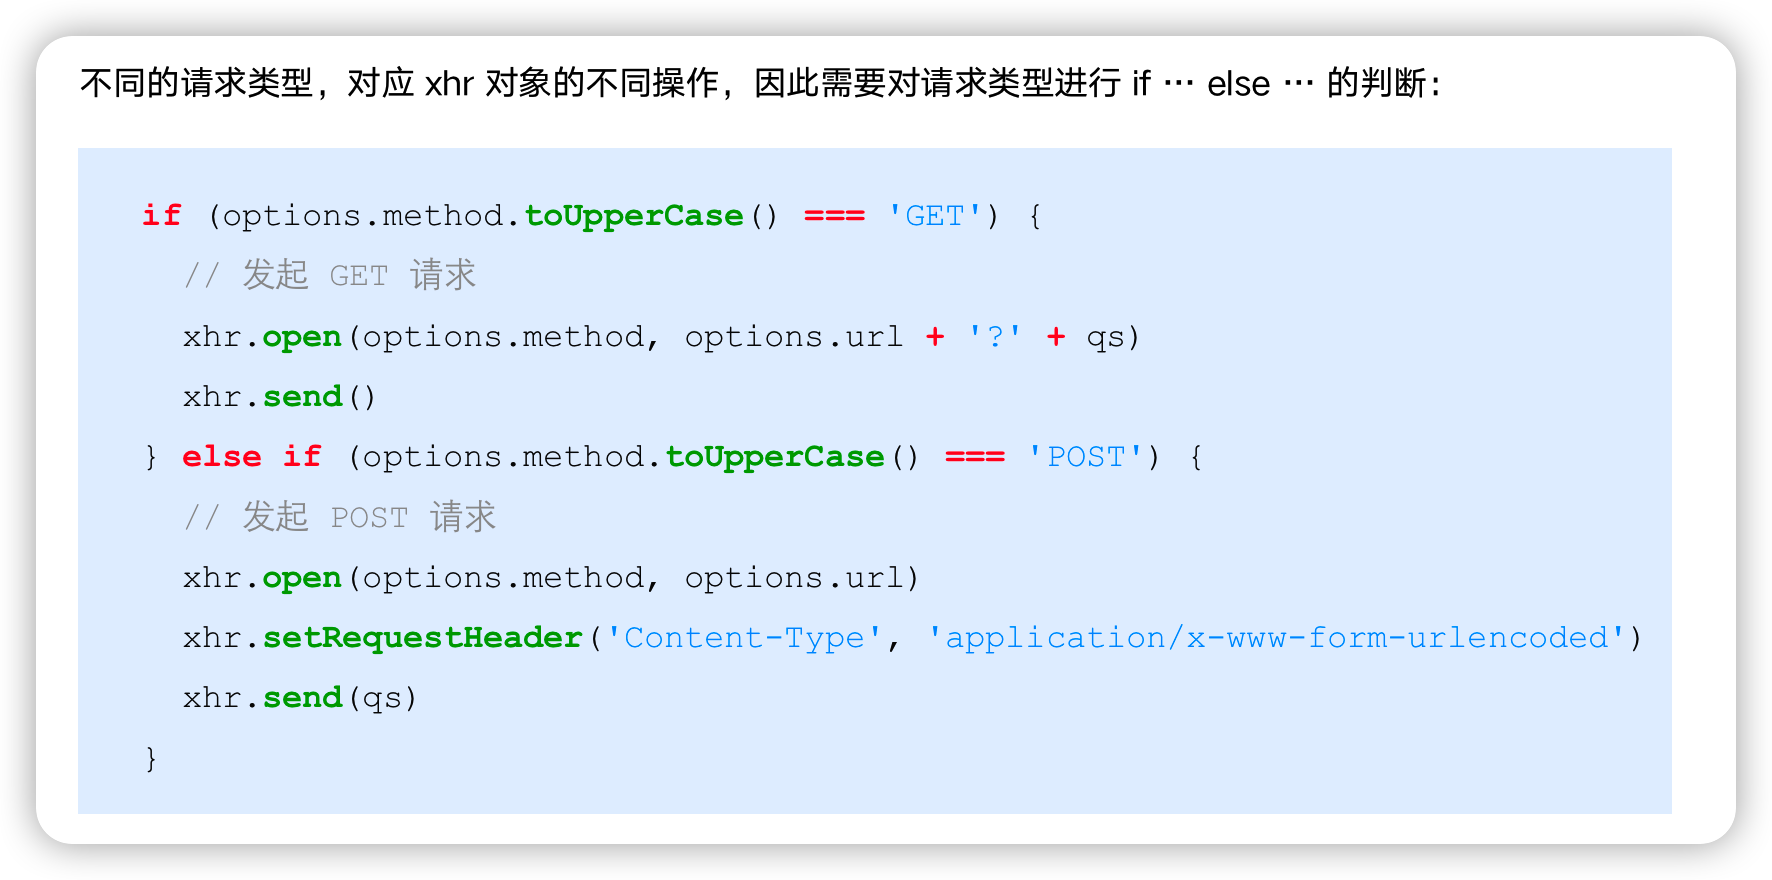 不同的请求类型，对应 xhr 对象的不同操作，因此需要对请求类型进行 if ··· else ··· 的判断：
if (options.method.toUpperCase() === 'GET') {
  // 发起 GET 请求
  xhr.open(options.method, options.url + '?' + qs)
  xhr.send()
} else if (options.method.toUpperCase() === 'POST') {
  // 发起 POST 请求
  xhr.open(options.method, options.url)
  xhr.setRequestHeader('Content-Type', 'application/x-www-form-urlencoded')
  xhr.send(qs)
}